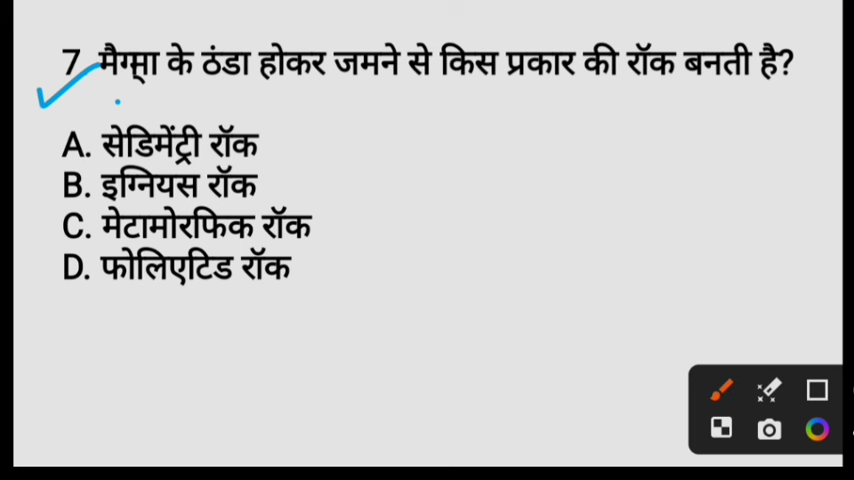 7 मैग्मा के ठंडा होकर जमने से किस प्रकार की रॉक बनती है?
A. सेडिमेंट्री रॉक
B. इग्नियस रॉक
C. मेटामोरफिक रॉक
D. फोलिएटिड रॉक